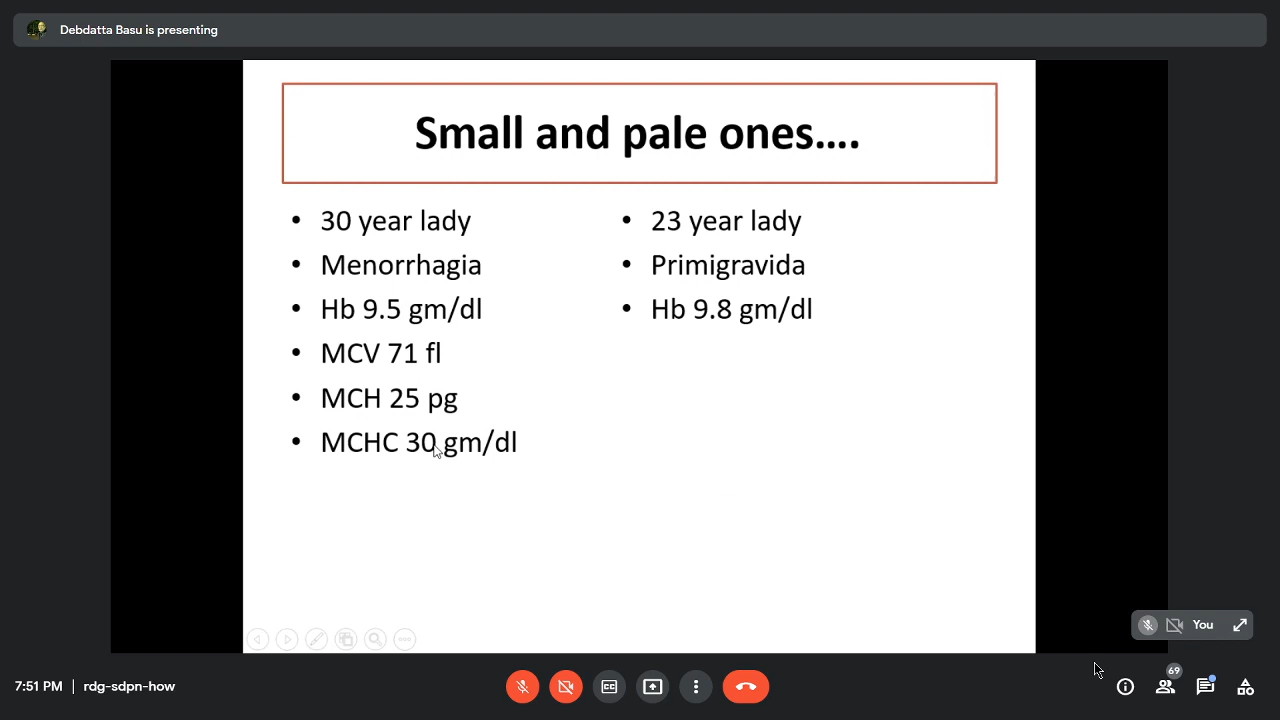 Debdatta Basu is presenting
Small and pale ones....
• 30 year lady
• Menorrhagia
• Hb 9.5 gm/dl
• MCV 71 fl
• MCH 25 pg
• MCHC 30 gm/dl
• 23 year lady
• Primigravida
• Hb 9.8 gm/dl
You
7:51 PM | rdg-sdpn-how
CC
69